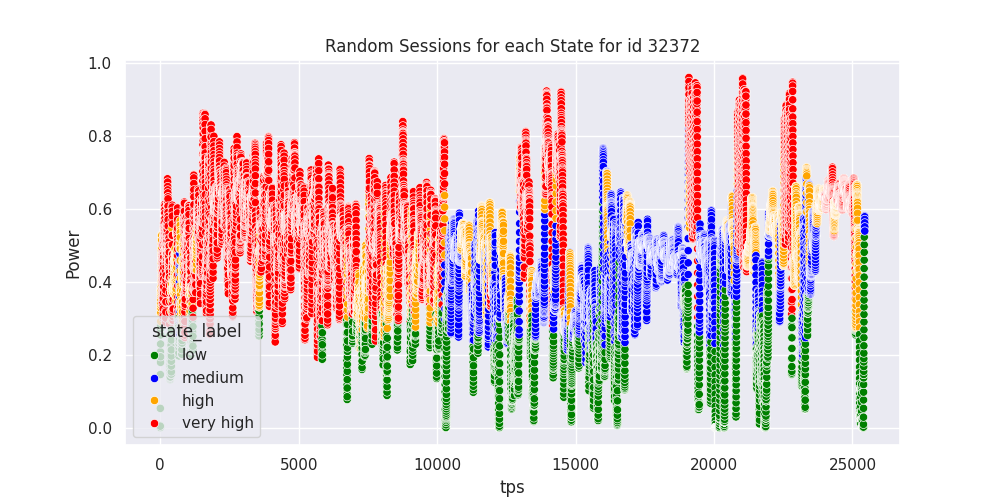 Random Sessions for each State for id 32372
Power
1.0
0.8
0.6
0.4
0.2
0.0
state_label
low
medium
high
very high
0 5000 10000 15000 20000 25000
tps